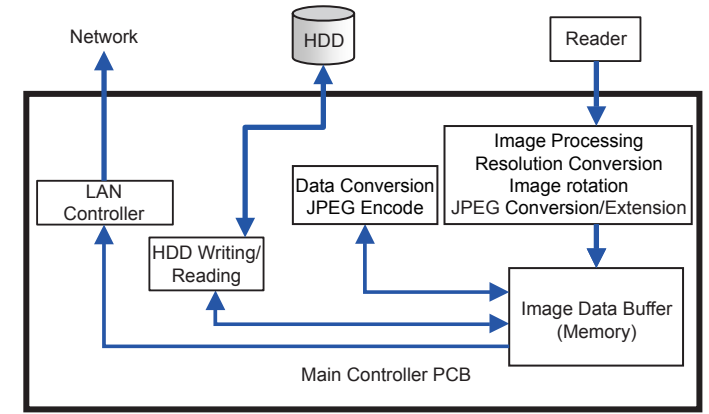 Network
HDD
Reader
Image Processing
Resolution Conversion
Image rotation
JPEG Conversion/Extension
Data Conversion
JPEG Encode
LAN
Controller
HDD Writing/
Reading
Image Data Buffer
(Memory)
Main Controller PCB